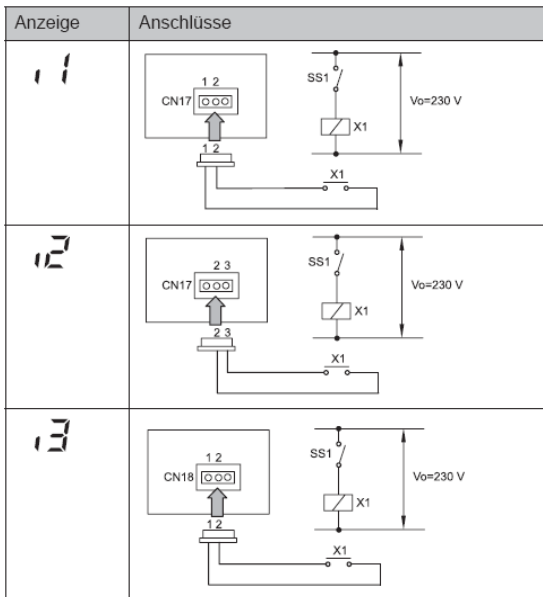 Anzeige Anschlüsse
i1
1 2
CN17
1 2
X1
SS1
X1
Vo=230 V
i2
2 3
CN17
2 3
X1
SS1
X1
Vo=230 V
i3
1 2
CN18
1 2
X1
SS1
X1
Vo=230 V